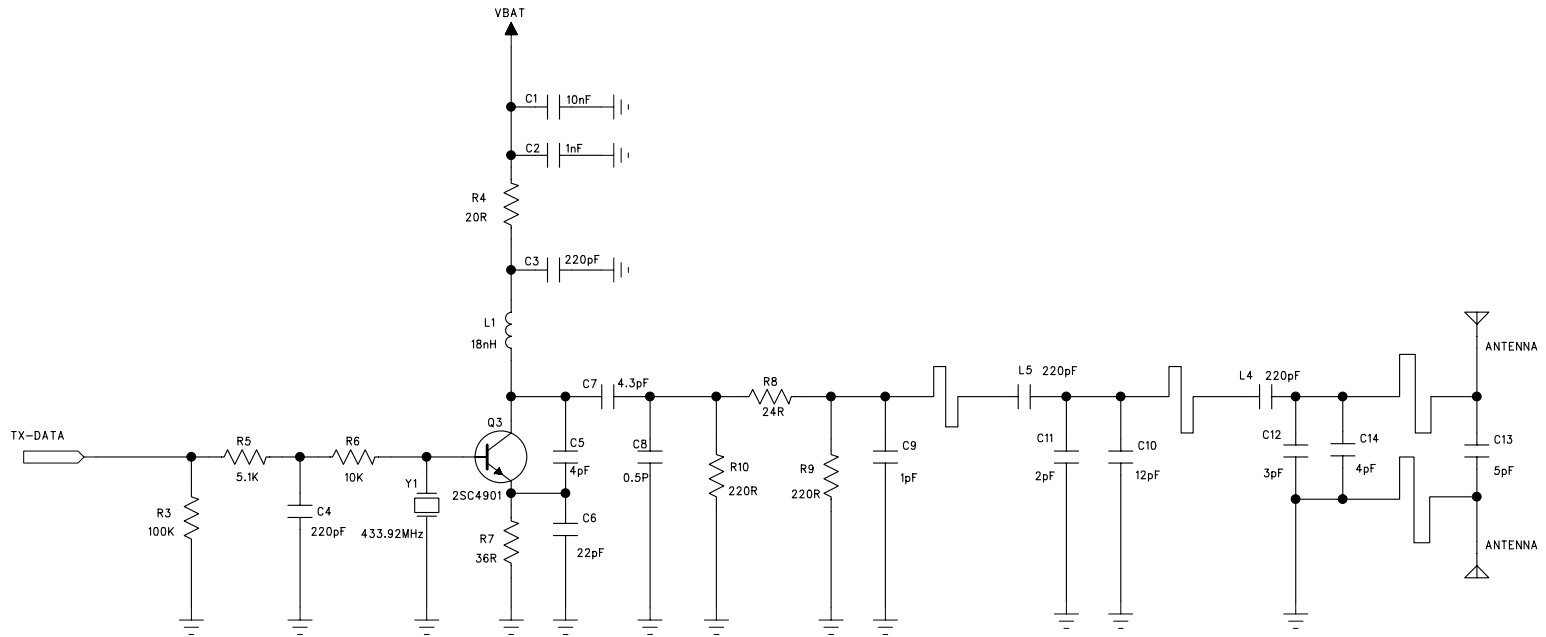 VBAT
C1 10nF
C2 1nF
R4
20R
C3 220pF
L1
18nH
C7 4.3pF
R8
24R
L5 220pF
L4 220pF
ANTENNA
TX-DATA
R5
5.1K
R6
10K
Q3
2SC4901
Y1
433.92MHz
R3
100K
C4
220pF
C5
4pF
C6
22pF
R7
36R
C8
0.5P
R10
220R
R9
220R
C9
1pF
C11
2pF
C10
12pF
C12
3pF
C14
4pF
C13
5pF
ANTENNA